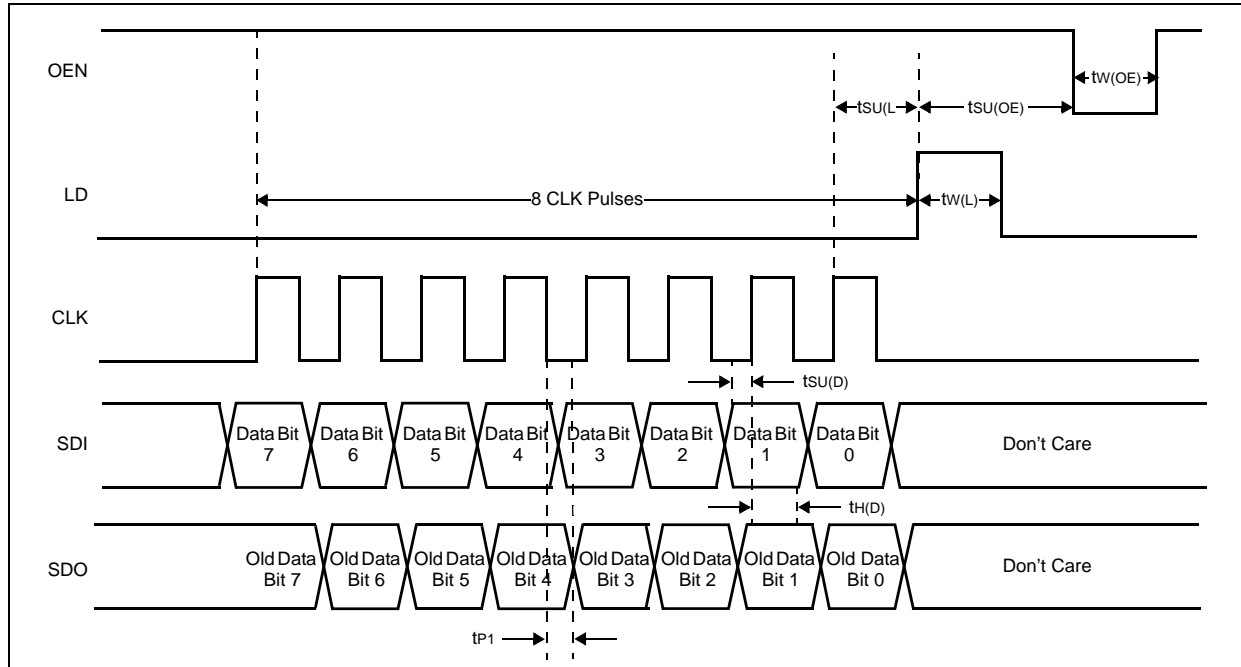 OEN
tW(OE)
tSU(L
tSU(OE)
LD
8 CLK Pulses
tW(L)
CLK
tSU(D)
SDI
Data Bit
7
Data Bit
6
Data Bit
5
Data Bit
4
Data Bit
3
Data Bit
2
Data Bit
1
Data Bit
0
Don't Care
tH(D)
SDO
Old Data
Bit 7
Old Data
Bit 6
Old Data
Bit 5
Old Data
Bit 4
Old Data
Bit 3
Old Data
Bit 2
Old Data
Bit 1
Old Data
Bit 0
Don't Care
tP1